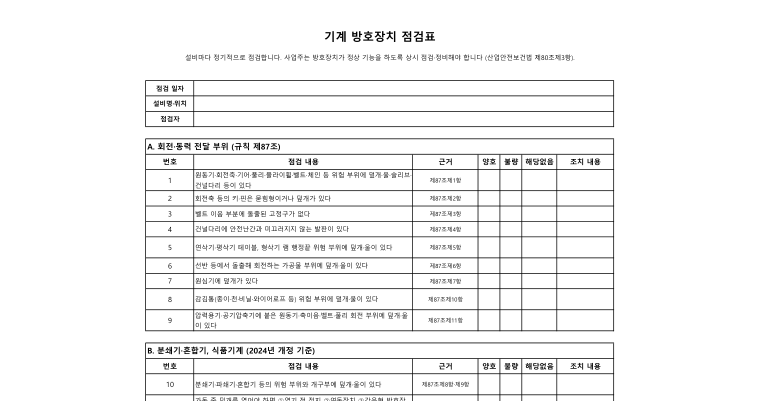 기계 방호장치 점검표
설비마다 정기적으로 점검합니다. 사업주는 방호장치가 정상 기능을 하도록 상시 점검·정비해야 합니다 (산업안전보건법 제80조제3항).
점검 일자
설비명·위치
점검자
A. 회전·동력 전달 부위 (규칙 제87조)
번호 점검 내용 근거 양호 불량 해당없음 조치 내용
1 원동기·회전축·기어·풀리·플라이휠·벨트·체인 등 위험 부위에 덮개·울·슬리브· 제87조제1항
건널다리 등이 있다
2 회전축 등의 키·핀은 묻힘형이거나 덮개가 있다 제87조제2항
3 벨트 이음 부분에 돌출된 고정구가 없다 제87조제3항
4 건널다리에 안전난간과 미끄러지지 않는 발판이 있다 제87조제4항
5 연삭기·평삭기 테이블, 형삭기 램 행정끝 위험 부위에 덮개·울이 있다 제87조제5항
6 선반 등에서 돌출해 회전하는 가공물 부위에 덮개·울이 있다 제87조제6항
7 원심기에 덮개가 있다 제87조제7항
8 감김통(종이·천·비닐·와이어로프 등) 위험 부위에 덮개·울이 있다 제87조제10항
9 압력용기·공기압축기에 붙은 원동기·축이음·벨트·풀리 회전 부위에 덮개·울 제87조제11항
이 있다
B. 분쇄기·혼합기, 식품기계 (2024년 개정 기준)
번호 점검 내용 근거 양호 불량 해당없음 조치 내용
10 분쇄기·파쇄기·혼합기 등의 위험 부위와 개구부에 덮개·울이 있다 제87조제8항·제9항